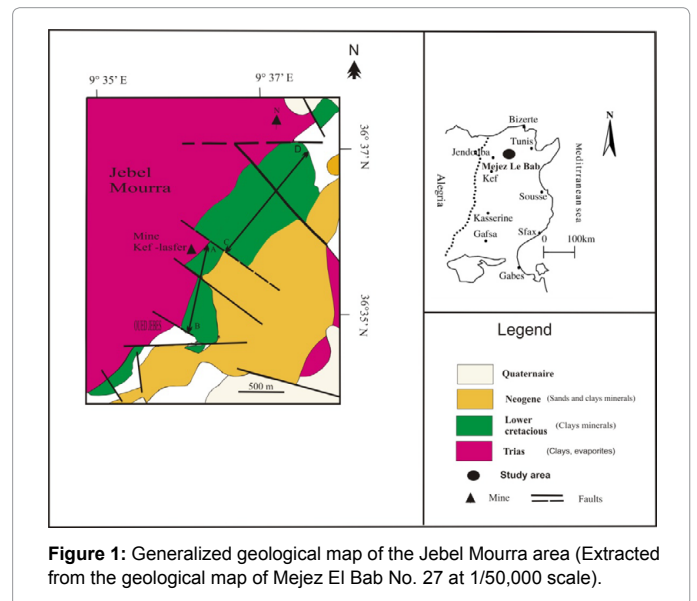 N
9° 35' E
9° 37' E
N
36° 37' N
D
Jebel
Mourra
Mine
Kef -lasfer
A
C
B
36° 35' N
500 m
N
Bizerte
Tunis
Jendouba
Mejez Le Bab
Kef
Mediterranean sea
Alegria
Sousse
Kasserine
Gafsa
Sfax
0 100km
Gabes
Legend
Quaternaire
Neogene (Sands and clays minerals)
Lower
cretacious (Clays minerals)
Trias (Clays, evaporites)
Study area
Mine Faults
Figure 1: Generalized geological map of the Jebel Mourra area (Extracted
from the geological map of Mejez El Bab No. 27 at 1/50,000 scale).